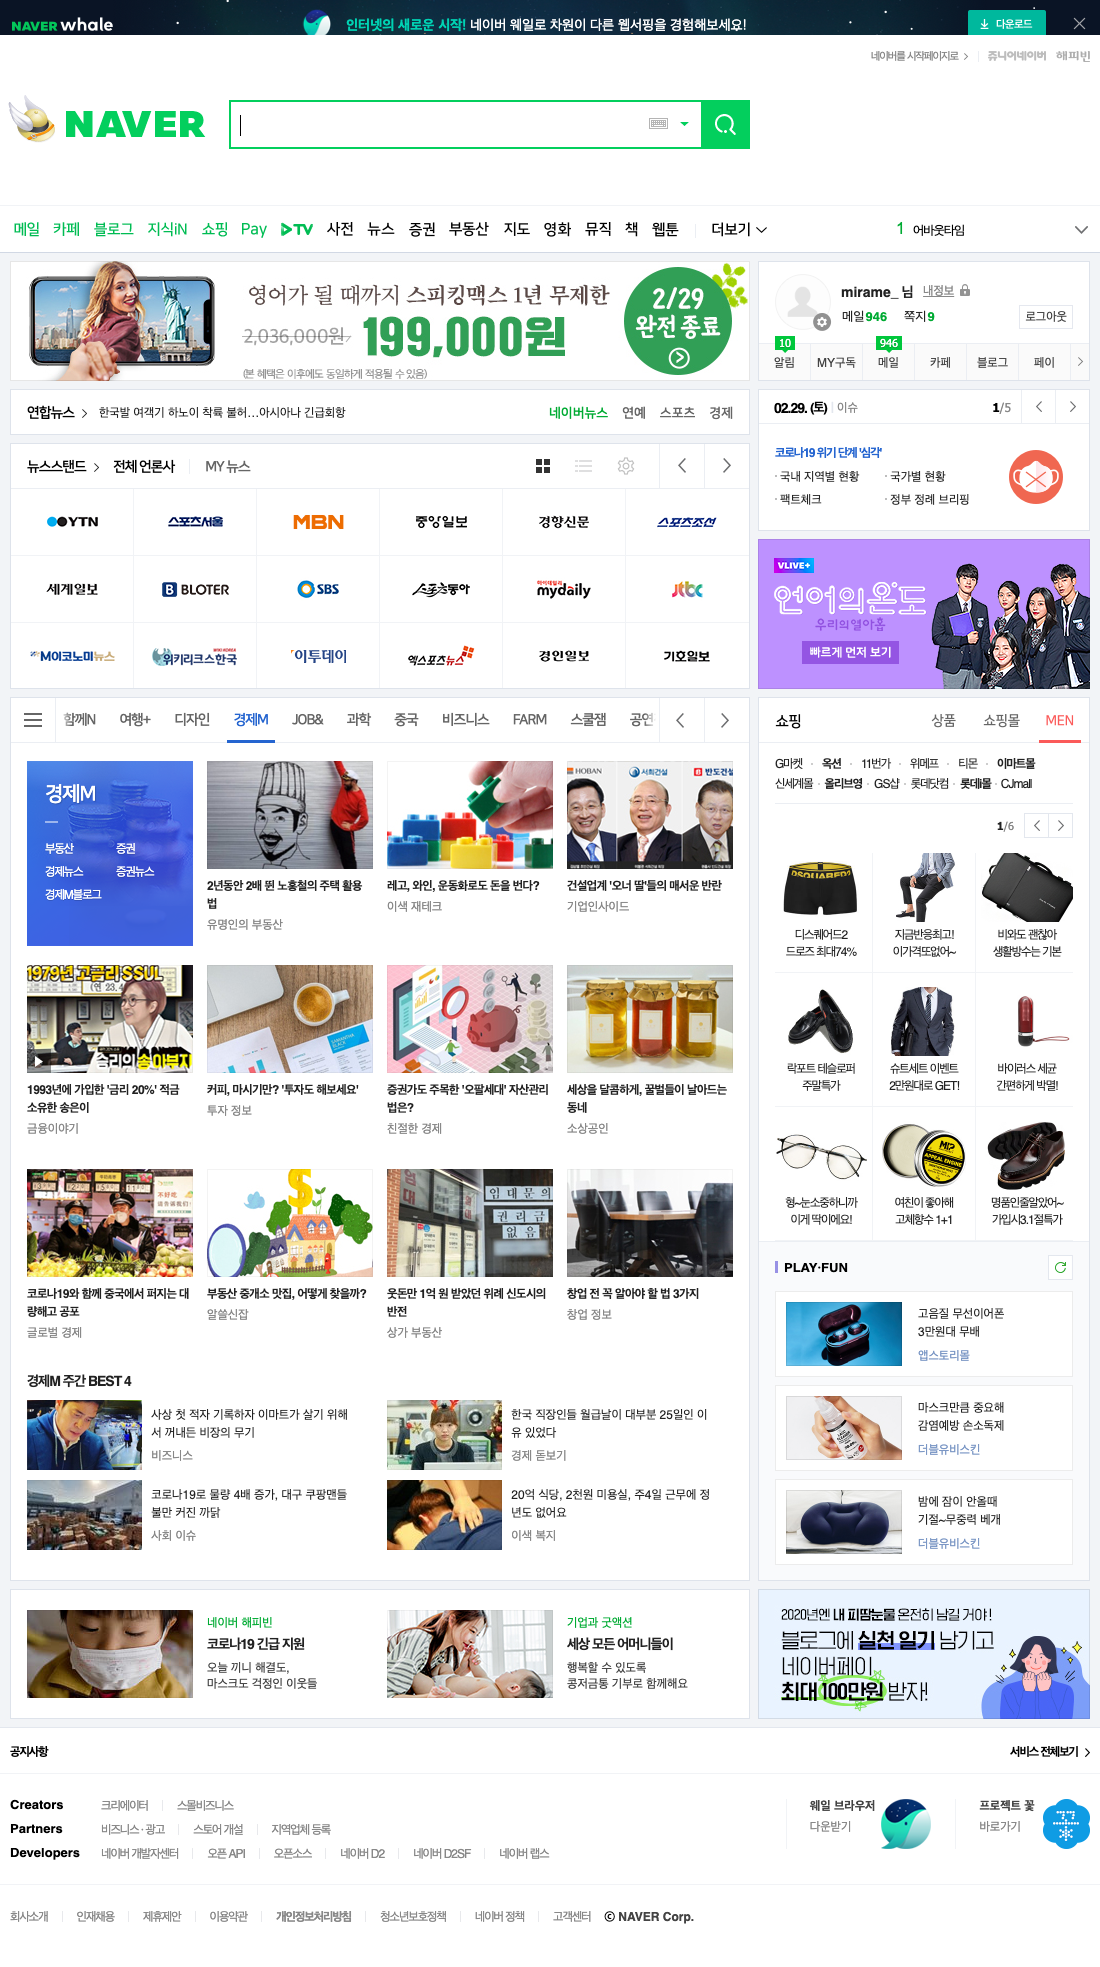 NAVER whale
인터넷의 새로운 시작! 네이버 웨일로 차원이 다른 웹서핑을 경험해보세요!
다운로드
네이버를 시작페이지로 쥬니어네이버 해피빈
NAVER
메일 카페 블로그 지식iN 쇼핑 Pay TV 사전 뉴스 증권 부동산 지도 영화 뮤직 책 웹툰 더보기
1 어바웃타임
영어가 될 때까지 스피킹맥스 1년 무제한
2,036,000원
199,000원
(본 혜택은 이후에도 동일하게 적용될 수 있음)
2/29
완전 종료
mirame_ 님 내정보
메일 946 쪽지 9
로그아웃
10
946
알림 MY구독 메일 카페 블로그 페이
연합뉴스 한국발 여객기 하노이 착륙 불허…아시아나 긴급회항
네이버뉴스 연예 스포츠 경제
02.29. (토) 이슈
1/5
뉴스스탠드 전체 언론사 MY 뉴스
코로나19 위기 단계 '심각'
· 국내 지역별 현황 · 국가별 현황
· 팩트체크 · 정부 정례 브리핑
YTN 스포츠서울 MBN 중앙일보 경향신문 스포츠조선
세계일보 BLOTER SBS 스포츠동아 마이데일리 mydaily jtbc
M이코노미뉴스 WIKI KOREA 위키리크스한국 이투데이 엑스포츠뉴스 경인일보 기호일보
VLIVE+
언어의온도
우리의열아홉
빠르게 먼저 보기
함께N 여행+ 디자인 경제M JOB& 과학 중국 비즈니스 FARM 스쿨잼 공연
쇼핑 상품 쇼핑몰 MEN
G마켓 · 옥션 · 11번가 · 위메프 · 티몬 · 이마트몰
신세계몰 · 올리브영 · GS샵 · 롯데닷컴 · 롯데i몰 · CJmall
1/6
경제M
부동산 증권
경제뉴스 증권뉴스
경제M블로그
HOBAN 서희건설 반도건설
2년동안 2배 뛴 노홍철의 주택 활용
법
유명인의 부동산
레고, 와인, 운동화로도 돈을 번다?
이색 재테크
건설업계 '오너 딸'들의 매서운 반란
기업인사이드
DSQUARED2
디스퀘어드2
드로즈 최대74%
지금반응최고!
이가격또없어~
비와도 괜찮아
생활방수는 기본
1979년 고금리 SSUL
승리의 송이부지
1993년에 가입한 '금리 20%' 적금
소유한 송은이
금융이야기
커피, 마시기만? '투자도 해보세요'
투자 정보
증권가도 주목한 '오팔세대' 자산관리
법은?
친절한 경제
세상을 달콤하게, 꿀벌들이 날아드는
동네
소상공인
락포트 태슬로퍼
주말특가
슈트세트 이벤트
2만원대로 GET!
바이러스 세균
간편하게 박멸!
임대문의
권리금
없음
코로나19와 함께 중국에서 퍼지는 대
량해고 공포
글로벌 경제
부동산 중개소 맛집, 어떻게 찾을까?
알쓸신잡
웃돈만 1억 원 받았던 위례 신도시의
반전
상가 부동산
창업 전 꼭 알아야 할 법 3가지
창업 정보
형~눈소중하니까
이게 딱이에요!
여친이 좋아해
고체향수 1+1
명품인줄알았어~
가입시3.1절특가
PLAY·FUN
고음질 무선이어폰
3만원대 무배
앱스토리몰
마스크만큼 중요해
감염예방 손소독제
더블유비스킨
밤에 잠이 안올때
기절~무중력 베개
더블유비스킨
경제M 주간 BEST 4
사상 첫 적자 기록하자 이마트가 살기 위해
서 꺼내든 비장의 무기
비즈니스
한국 직장인들 월급날이 대부분 25일인 이
유 있었다
경제 돋보기
코로나19로 물량 4배 증가, 대구 쿠팡맨들
불만 커진 까닭
사회 이슈
20억 식당, 2천원 미용실, 주4일 근무에 정
년도 없어요
이색 복지
네이버 해피빈
코로나19 긴급 지원
오늘 끼니 해결도,
마스크도 걱정인 이웃들
기업과 굿액션
세상 모든 어머니들이
행복할 수 있도록
콩저금통 기부로 함께해요
2020년엔 내 피땀눈물 온전히 남길 거야!
블로그에 실천 일기 남기고
네이버페이
최대 100만원 받자!
공지사항
서비스 전체보기
Creators 크리에이터 스몰비즈니스
Partners 비즈니스 · 광고 스토어 개설 지역업체 등록
Developers 네이버 개발자센터 오픈 API 오픈소스 네이버 D2 네이버 D2SF 네이버 랩스
웨일 브라우저
다운받기
프로젝트 꽃
바로가기
회사소개 인재채용 제휴제안 이용약관 개인정보처리방침 청소년보호정책 네이버 정책 고객센터 ⓒ NAVER Corp.